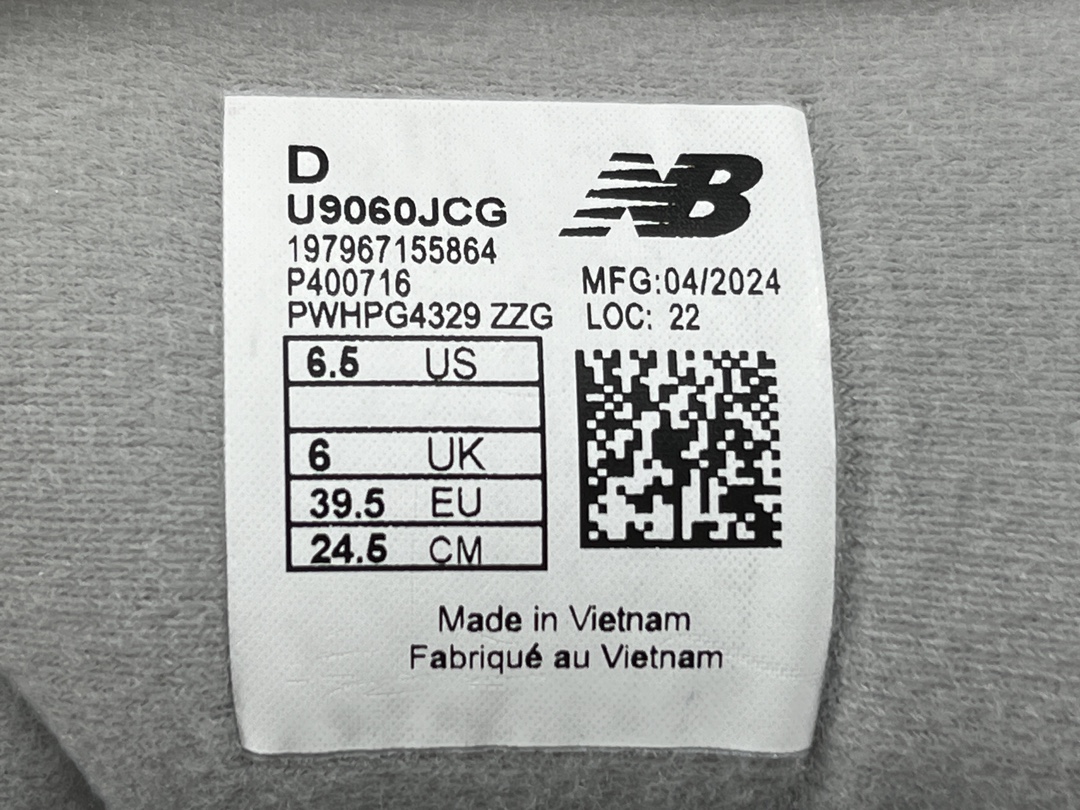 D
NB
U9060JCG
197967155864
P400716
MFG:04/2024
PWHPG4329 ZZG
LOC: 22
6.5 US
6 UK
39.5 EU
24.5 CM
Made in Vietnam
Fabriqué au Vietnam